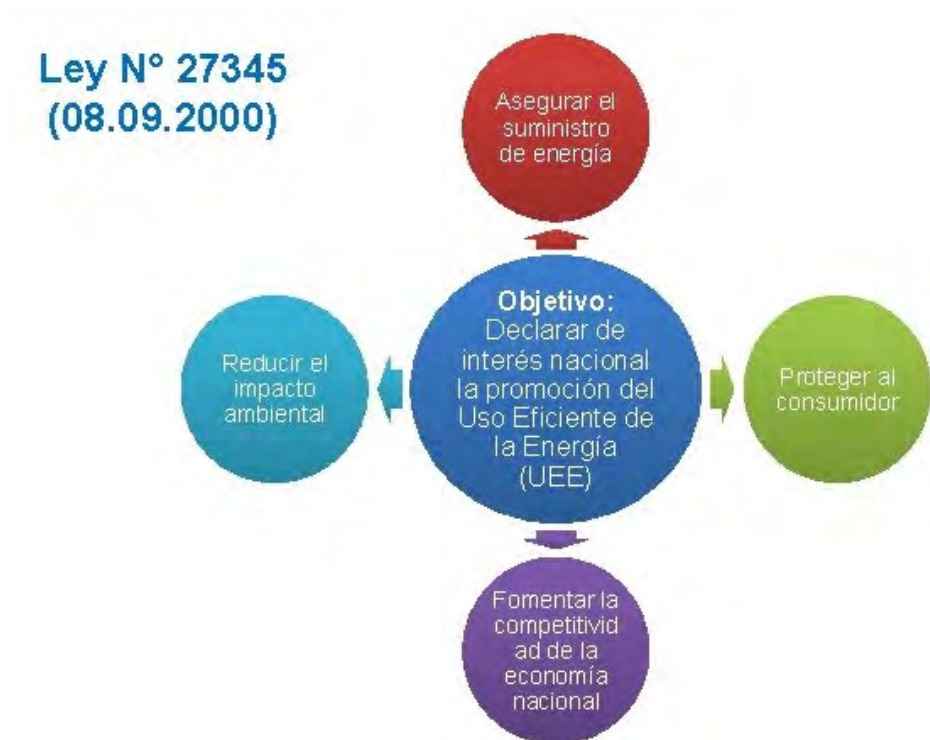 Ley N° 27345
(08.09.2000)
Asegurar el
suministro
de energía
Objetivo:
Declarar de
interés nacional
la promoción del
Uso Eficiente de
la Energía
(UEE)
Reducir el
impacto
ambiental
Proteger al
consumidor
Fomentar la
competitivid
ad de la
economía
nacional